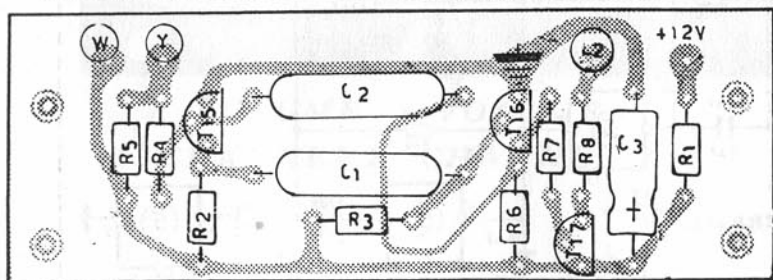 W Y L2 +12V
C2
T15 T16
R5 R4 R7 R8 C3 R1
C1
R2 R3 R6 +
T17